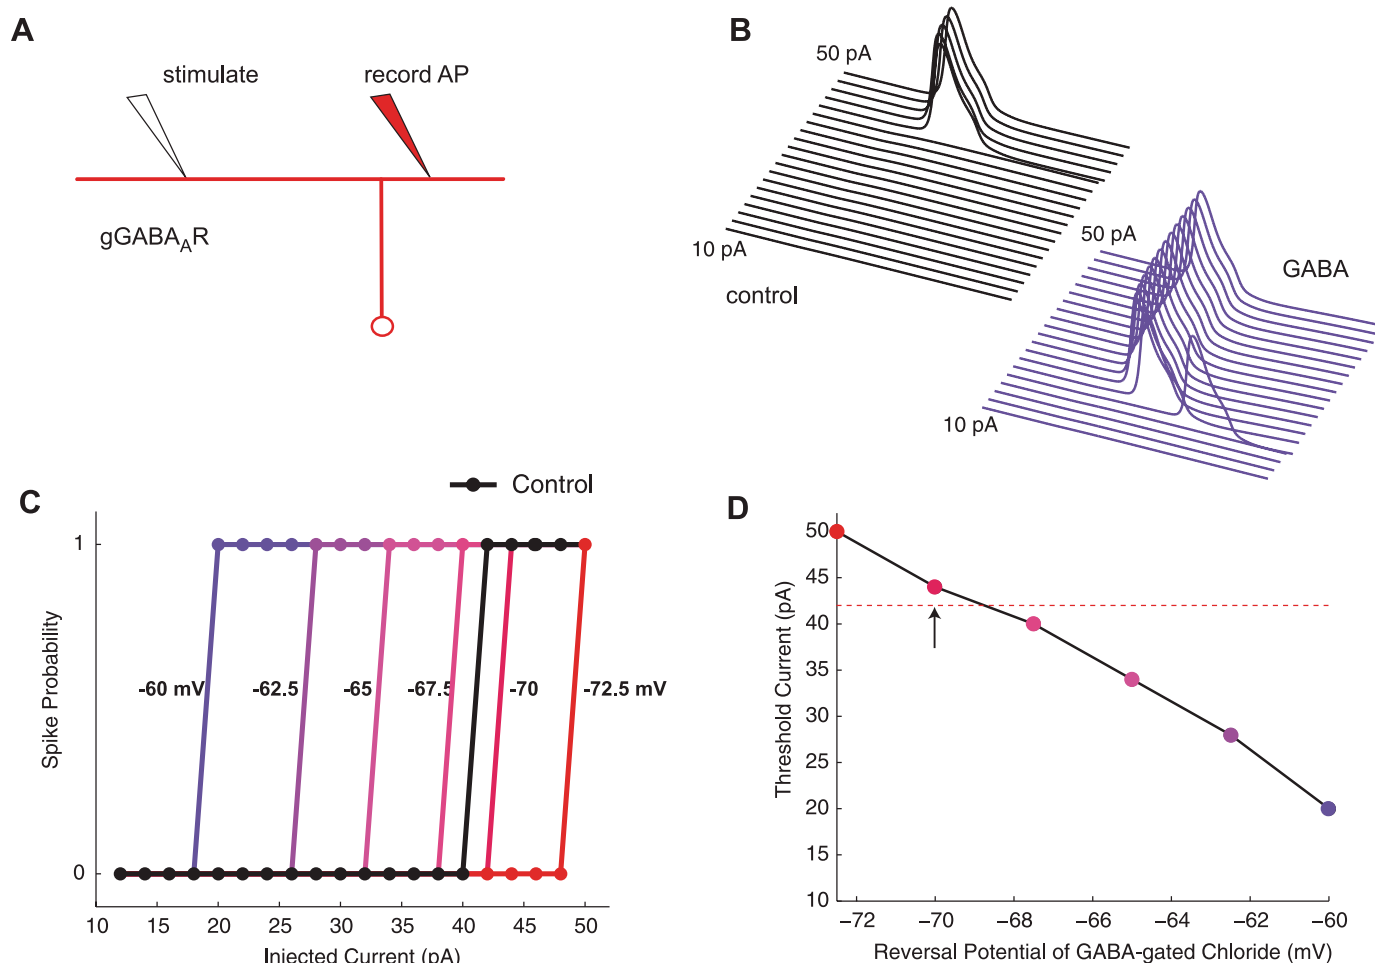 A
stimulate
record AP
gGABA_AR
B
50 pA
10 pA
control
50 pA
GABA
10 pA
C
Control
1
0
Spike Probability
-60 mV
-62.5
-65
-67.5
-70
-72.5 mV
10 15 20 25 30 35 40 45 50
Injected Current (pA)
D
50
45
40
35
30
25
20
15
10
Threshold Current (pA)
−72 −70 −68 −66 −64 −62 −60
Reversal Potential of GABA-gated Chloride (mV)